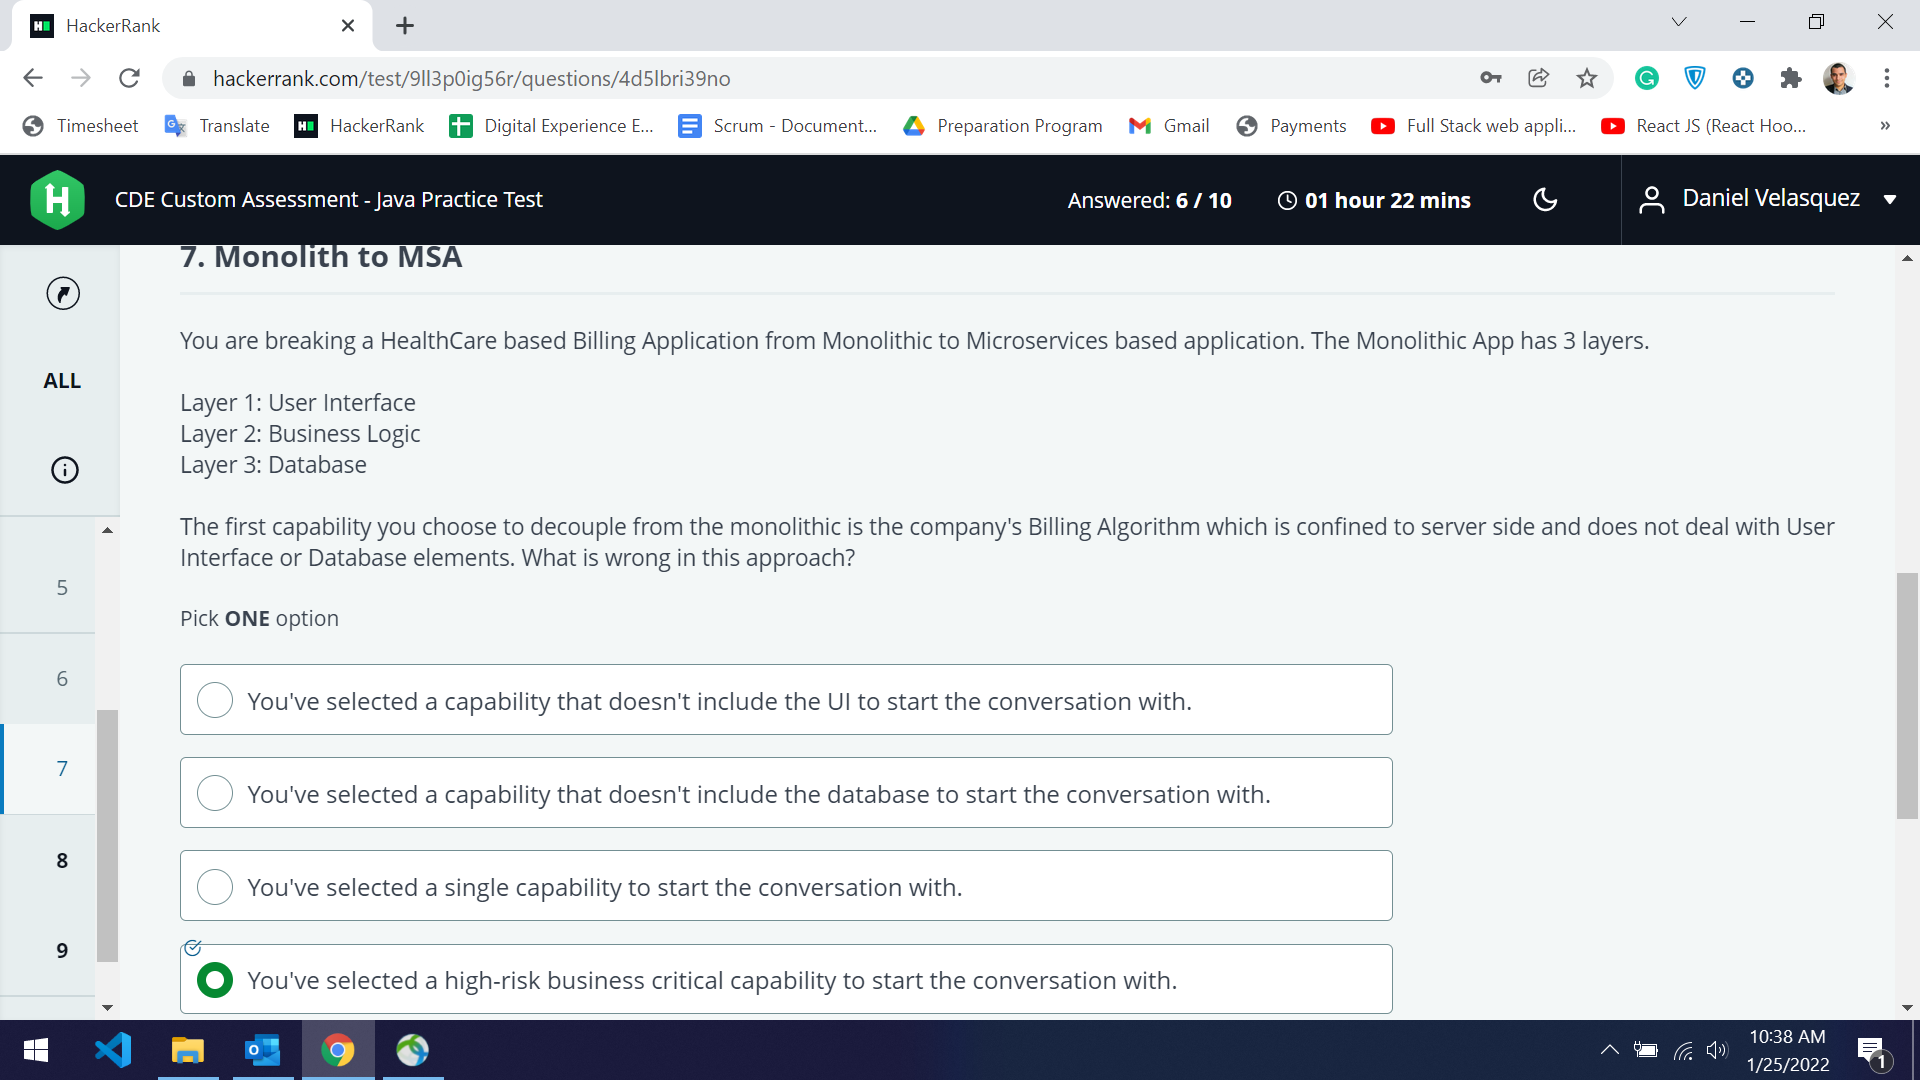 HackerRank
hackerrank.com/test/9ll3p0ig56r/questions/4d5lbri39no
Timesheet
Translate
HackerRank
Digital Experience E...
Scrum - Document...
Preparation Program
Gmail
Payments
Full Stack web appli...
React JS (React Hoo...
»
CDE Custom Assessment - Java Practice Test
Answered: 6 / 10
01 hour 22 mins
Daniel Velasquez
ALL
5
6
7
8
9
7. Monolith to MSA
You are breaking a HealthCare based Billing Application from Monolithic to Microservices based application. The Monolithic App has 3 layers.
Layer 1: User Interface
Layer 2: Business Logic
Layer 3: Database
The first capability you choose to decouple from the monolithic is the company's Billing Algorithm which is confined to server side and does not deal with User
Interface or Database elements. What is wrong in this approach?
Pick ONE option
You've selected a capability that doesn't include the UI to start the conversation with.
You've selected a capability that doesn't include the database to start the conversation with.
You've selected a single capability to start the conversation with.
You've selected a high-risk business critical capability to start the conversation with.
10:38 AM
1/25/2022
1